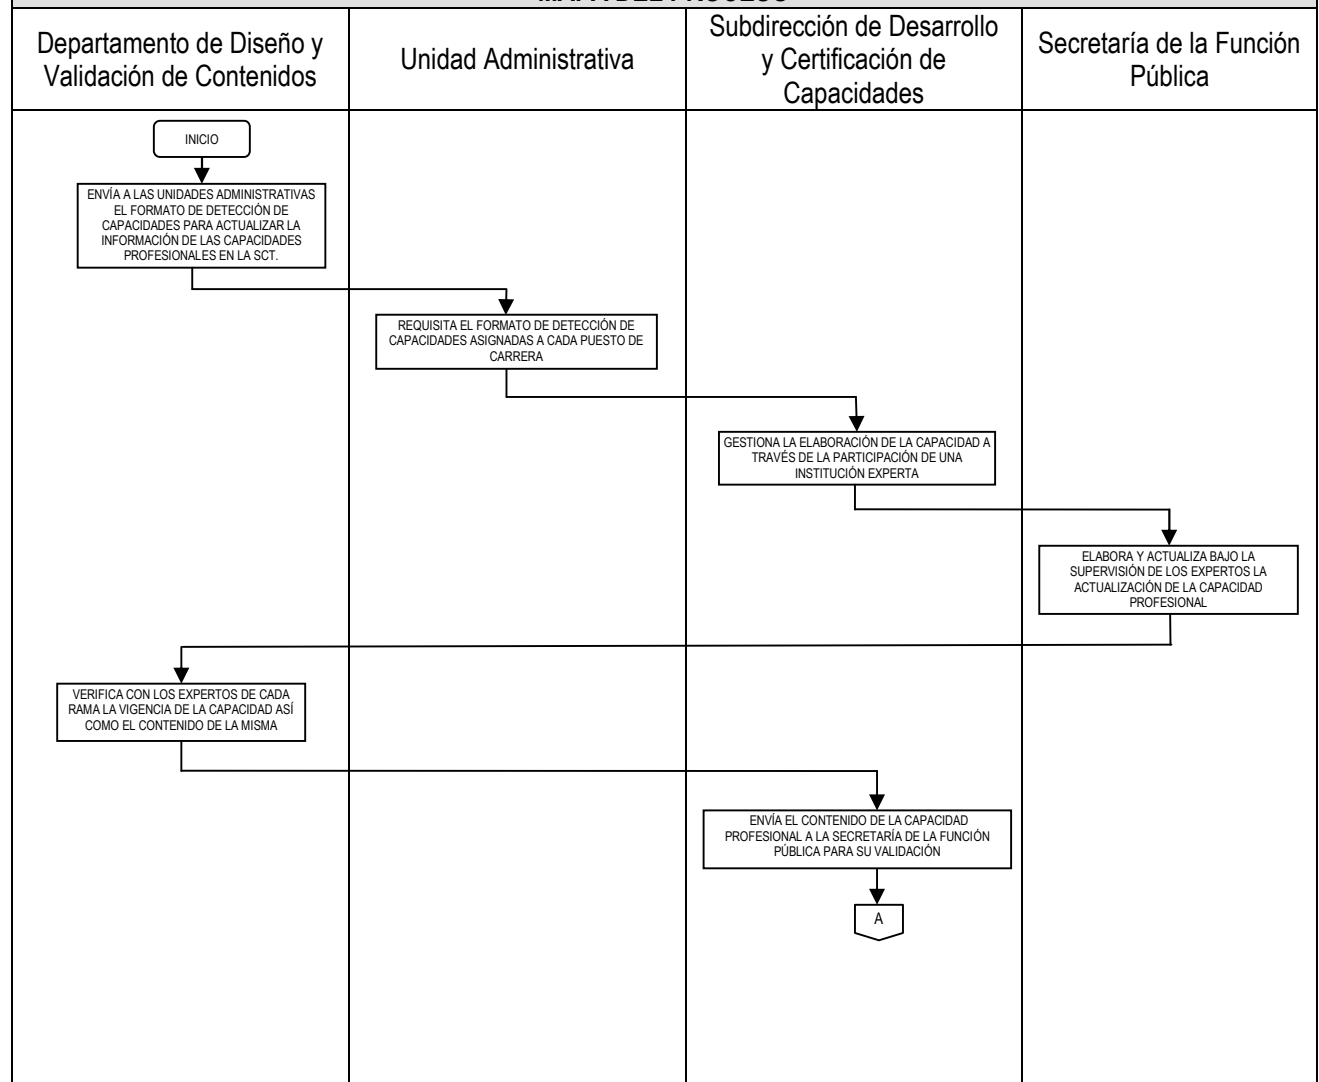 MAPA DEL PROCESO
Departamento de Diseño y
Validación de Contenidos
Unidad Administrativa
Subdirección de Desarrollo
y Certificación de
Capacidades
Secretaría de la Función
Pública
INICIO
ENVÍA A LAS UNIDADES ADMINISTRATIVAS
EL FORMATO DE DETECCIÓN DE
CAPACIDADES PARA ACTUALIZAR LA
INFORMACIÓN DE LAS CAPACIDADES
PROFESIONALES EN LA SCT.
REQUISITA EL FORMATO DE DETECCIÓN DE
CAPACIDADES ASIGNADAS A CADA PUESTO DE
CARRERA
GESTIONA LA ELABORACIÓN DE LA CAPACIDAD A
TRAVÉS DE LA PARTICIPACIÓN DE UNA
INSTITUCIÓN EXPERTA
ELABORA Y ACTUALIZA BAJO LA
SUPERVISIÓN DE LOS EXPERTOS LA
ACTUALIZACIÓN DE LA CAPACIDAD
PROFESIONAL
VERIFICA CON LOS EXPERTOS DE CADA
RAMA LA VIGENCIA DE LA CAPACIDAD ASÍ
COMO EL CONTENIDO DE LA MISMA
ENVÍA EL CONTENIDO DE LA CAPACIDAD
PROFESIONAL A LA SECRETARÍA DE LA FUNCIÓN
PÚBLICA PARA SU VALIDACIÓN
A